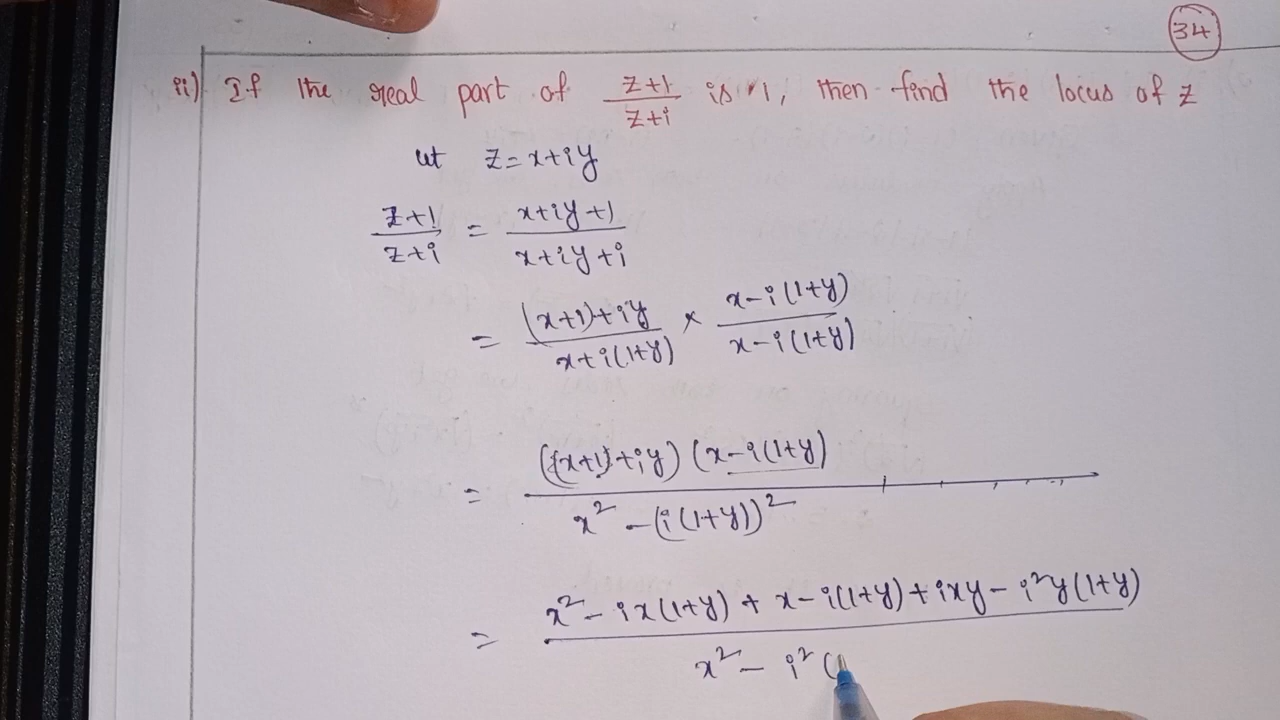 34
ii) If the real part of (z+1)/(z+i) is 1, then find the locus of z
let z = x+iy
(z+1)/(z+i) = (x+iy+1)/(x+iy+i)
= ((x+1)+iy)/(x+i(1+y)) × (x-i(1+y))/(x-i(1+y))
= (((x+1)+iy) (x-i(1+y))/(x² -(i(1+y))²)
= (x² - ix(1+y) + x-i(1+y)+ixy - i²y(1+y))/(x² - i² (